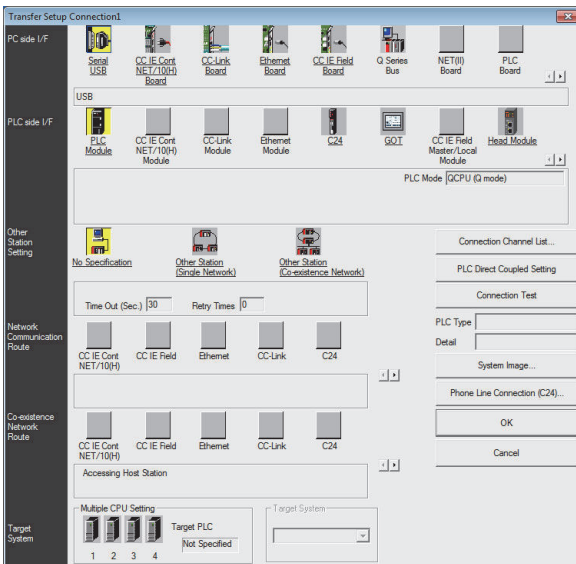 Transfer Setup Connection1
PC side I/F
Serial USB
CC IE Cont NET/10(H) Board
CC-Link Board
Ethernet Board
CC IE Field Board
Q Series Bus
NET(II) Board
PLC Board
USB
PLC side I/F
PLC Module
CC IE Cont NET/10(H) Module
CC-Link Module
Ethernet Module
C24
GOT
CC IE Field Master/Local Module
Head Module
PLC Mode QCPU (Q mode)
Other Station Setting
No Specification
Other Station (Single Network)
Other Station (Co-existence Network)
Time Out (Sec.) 30 Retry Times 0
Connection Channel List...
PLC Direct Coupled Setting
Connection Test
PLC Type
Detail
System Image...
Phone Line Connection (C24)...
OK
Cancel
Network Communication Route
CC IE Cont NET/10(H)
CC IE Field
Ethernet
CC-Link
C24
Co-existence Network Route
CC IE Cont NET/10(H)
CC IE Field
Ethernet
CC-Link
C24
Accessing Host Station
Target System
Multiple CPU Setting
1 2 3 4
Target PLC
Not Specified
Target System